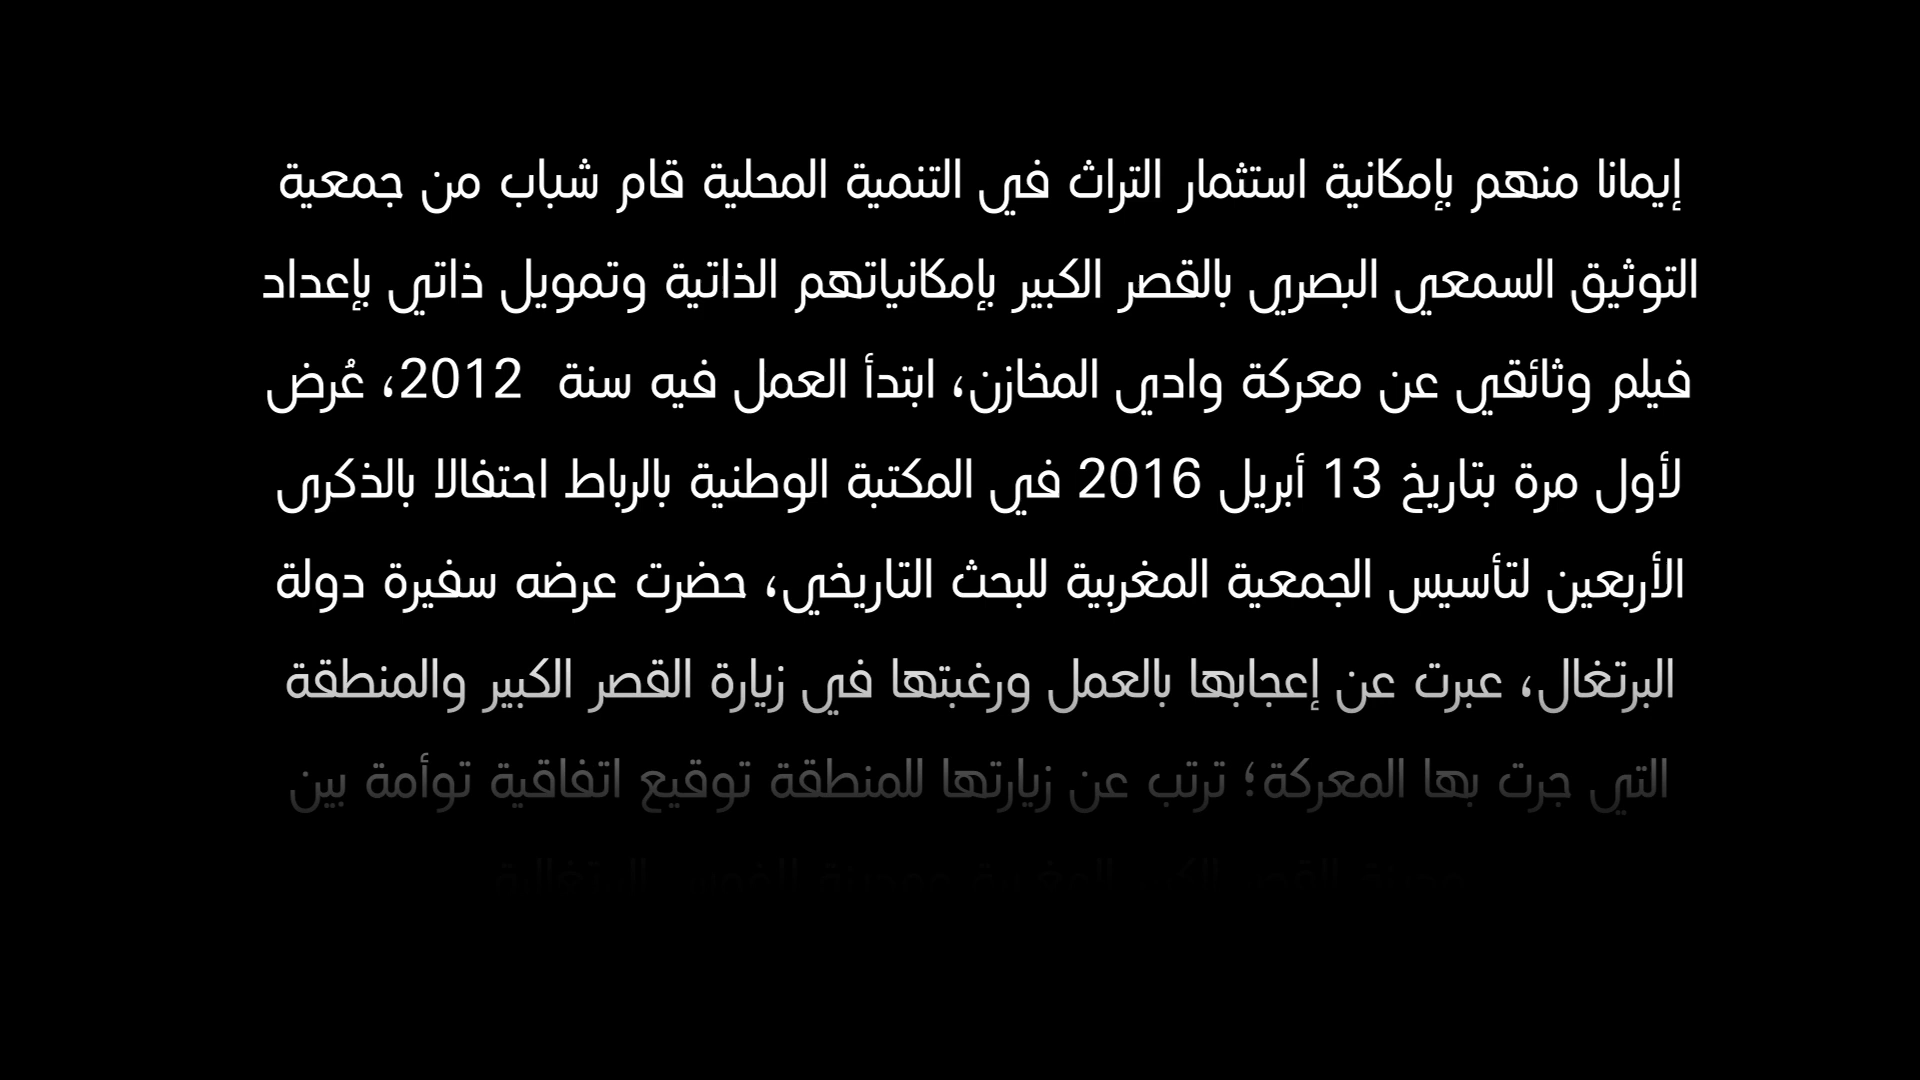 إيمانا منهم بإمكانية استثمار التراث في التنمية المحلية قام شباب من جمعية
التوثيق السمعي البصري بالقصر الكبير بإمكانياتهم الذاتية وتمويل ذاتي بإعداد
فيلم وثائقي عن معركة وادي المخازن، ابتدأ العمل فيه سنة 2012، عُرض
لأول مرة بتاريخ 13 أبريل 2016 في المكتبة الوطنية بالرباط احتفالا بالذكرى
الأربعين لتأسيس الجمعية المغربية للبحث التاريخي، حضرت عرضه سفيرة دولة
البرتغال، عبرت عن إعجابها بالعمل ورغبتها في زيارة القصر الكبير والمنطقة
التي جرت بها المعركة؛ ترتب عن زيارتها للمنطقة توقيع اتفاقية توأمة بين